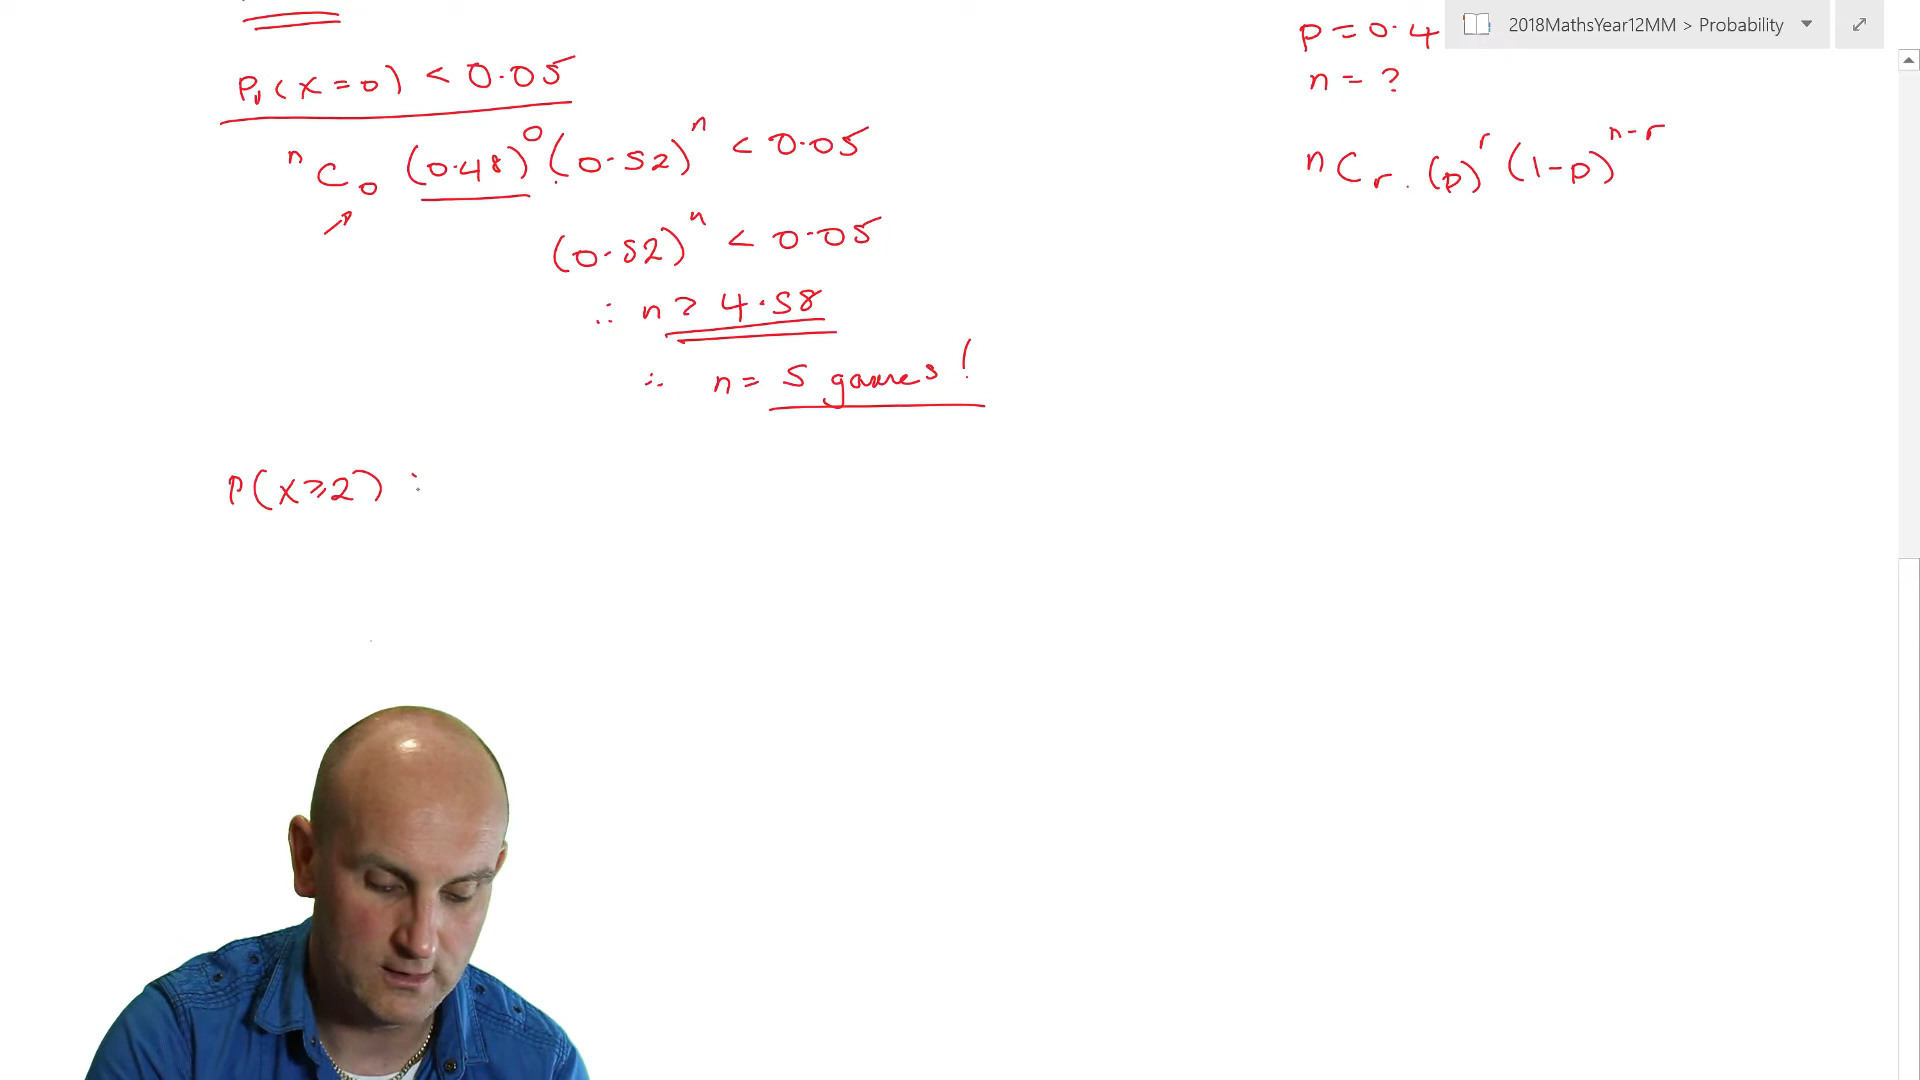 2018MathsYear12MM > Probability
Pr(x=0) < 0.05
ⁿC₀ (0.48)⁰ (0.52)ⁿ < 0.05
(0.52)ⁿ < 0.05
∴ n > 4.58
∴ n = 5 games!
P(x≥2) :
p = 0.4
n = ?
nCr . (p)ʳ (1-p)ⁿ⁻ʳ